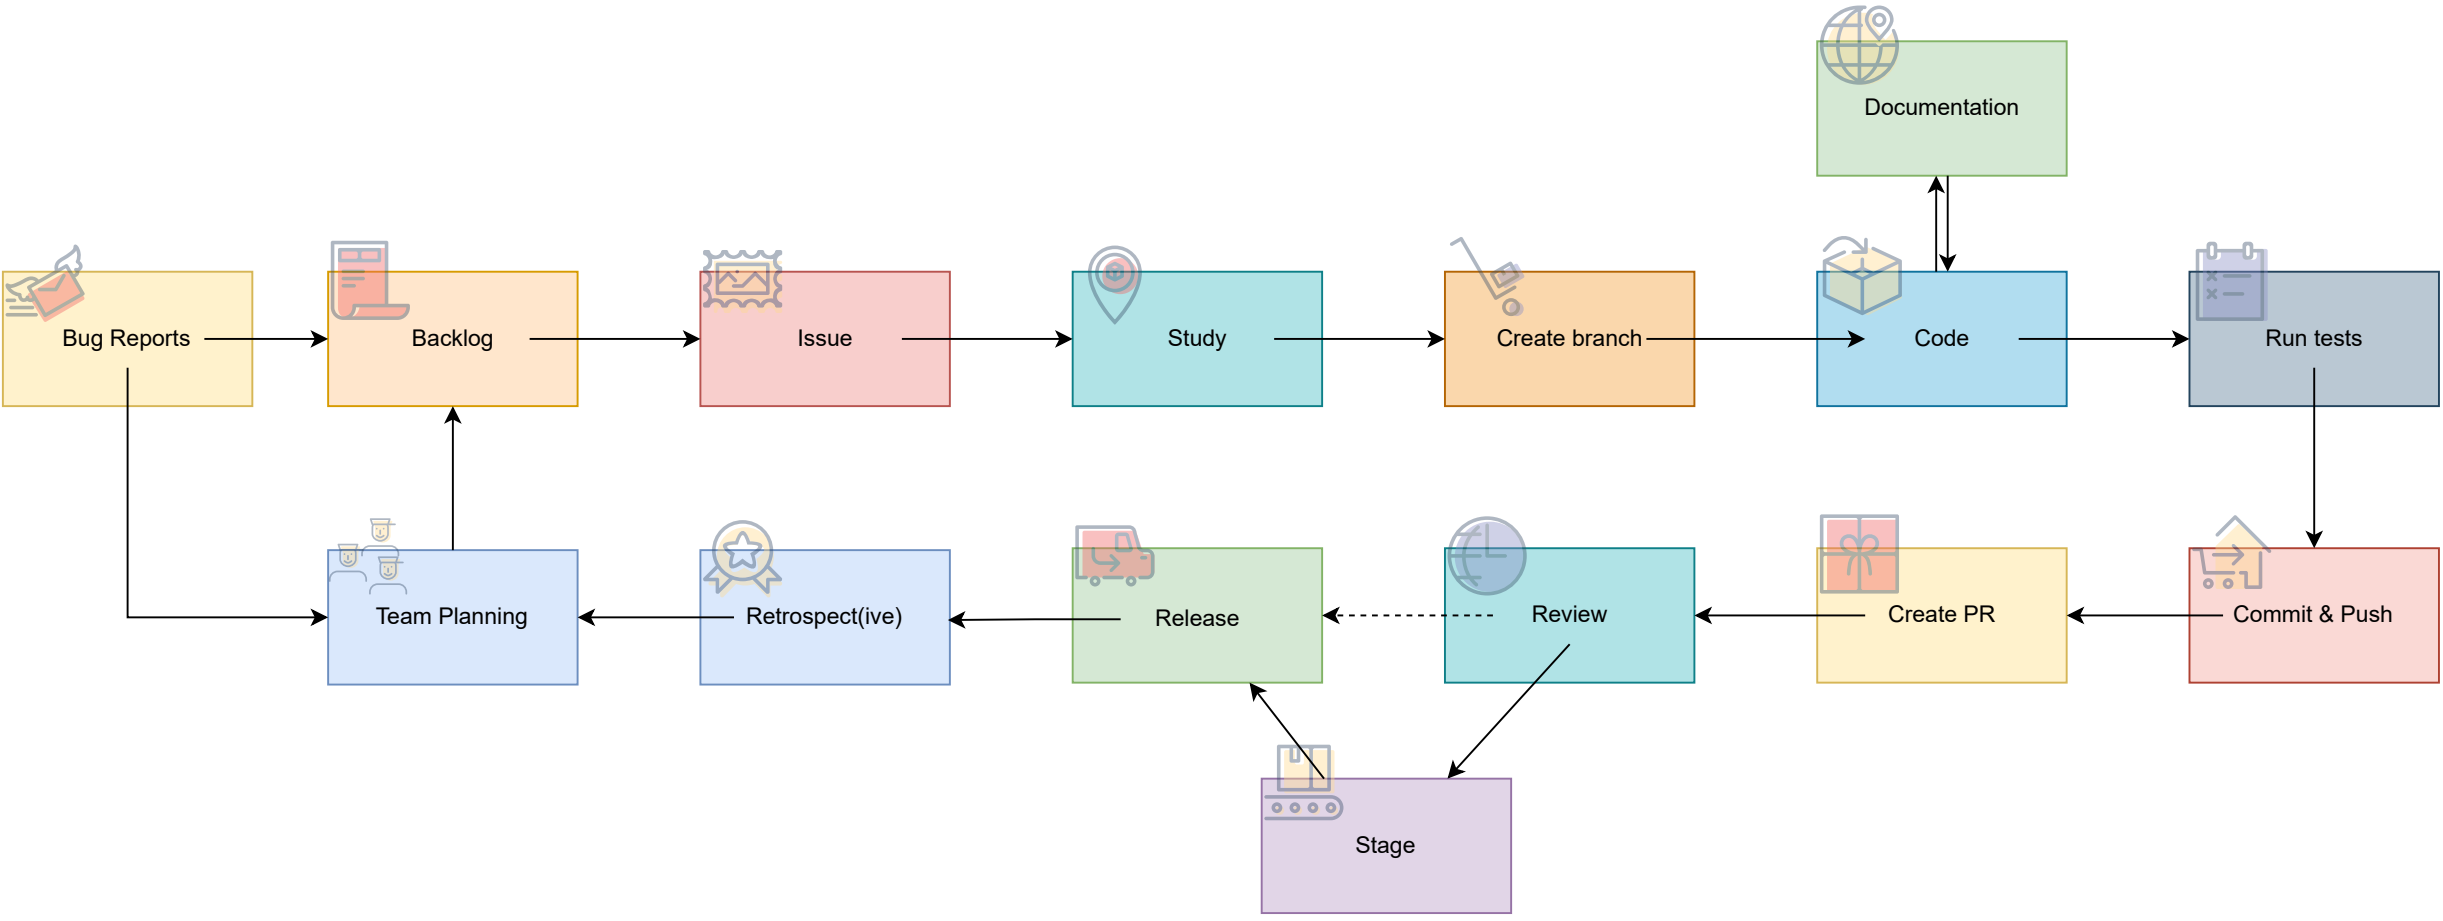 Documentation
Bug Reports
Backlog
Issue
Study
Create branch
Code
Run tests
Team Planning
Retrospect(ive)
Release
Review
Create PR
Commit & Push
Stage